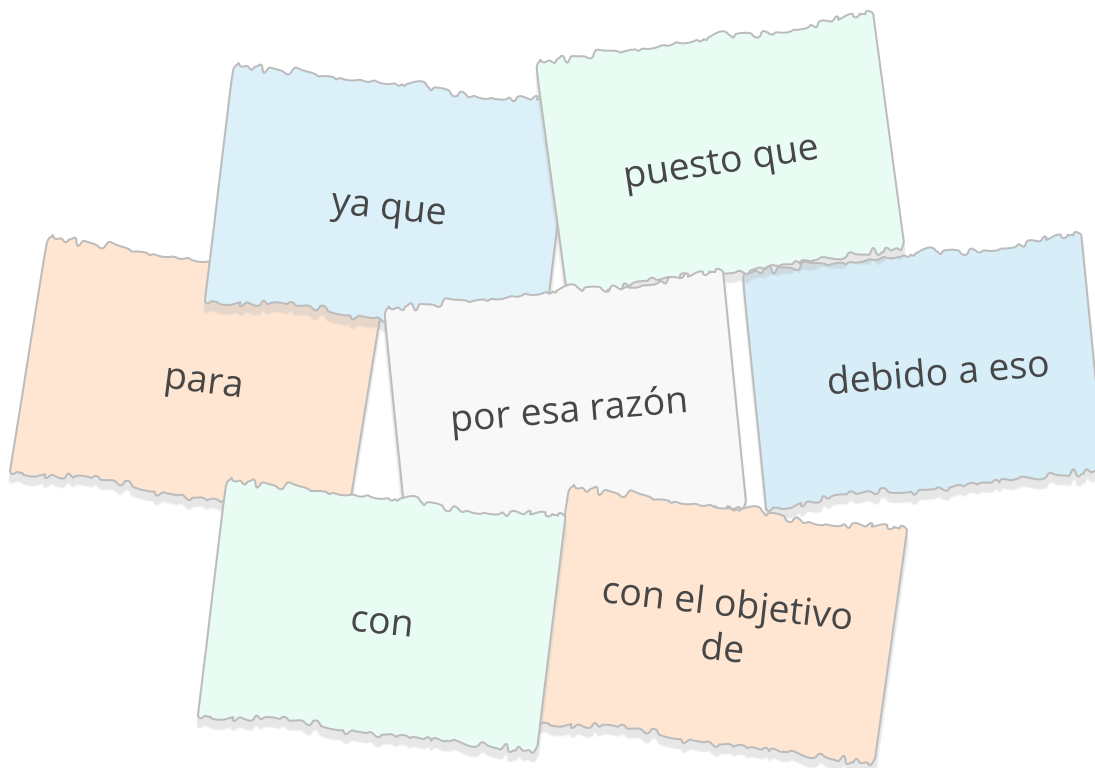 puesto que
ya que
para
por esa razón
debido a eso
con
con el objetivo
de